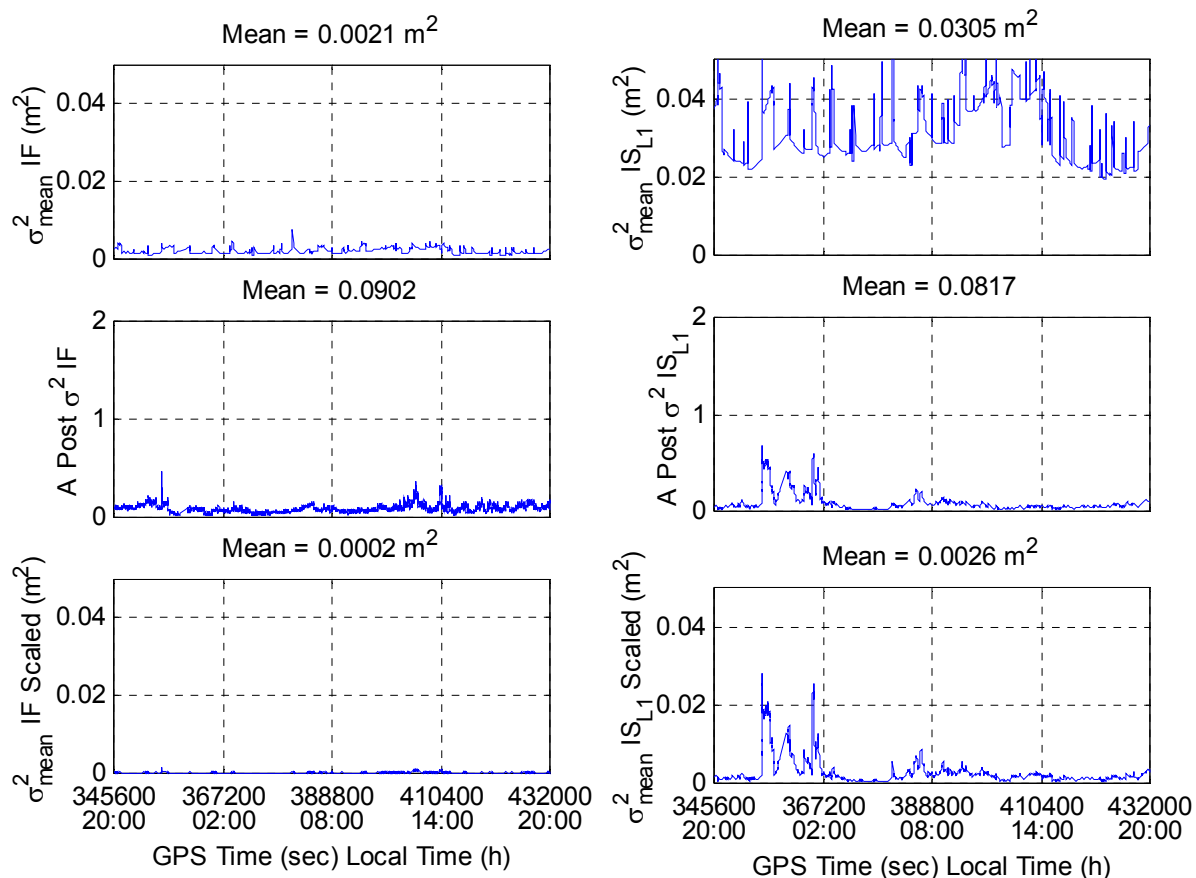 Mean = 0.0021 m²
σ²mean IF (m²)
0.04
0.02
0
Mean = 0.0902
A Post σ² IF
2
1
0
Mean = 0.0002 m²
σ²mean IF Scaled (m²)
0.04
0.02
0
345600 367200 388800 410400 432000
20:00 02:00 08:00 14:00 20:00
GPS Time (sec) Local Time (h)
Mean = 0.0305 m²
σ²mean IS_L1 (m²)
0.04
0.02
0
Mean = 0.0817
A Post σ² IS_L1
2
1
0
Mean = 0.0026 m²
σ²mean IS_L1 Scaled (m²)
0.04
0.02
0
345600 367200 388800 410400 432000
20:00 02:00 08:00 14:00 20:00
GPS Time (sec) Local Time (h)